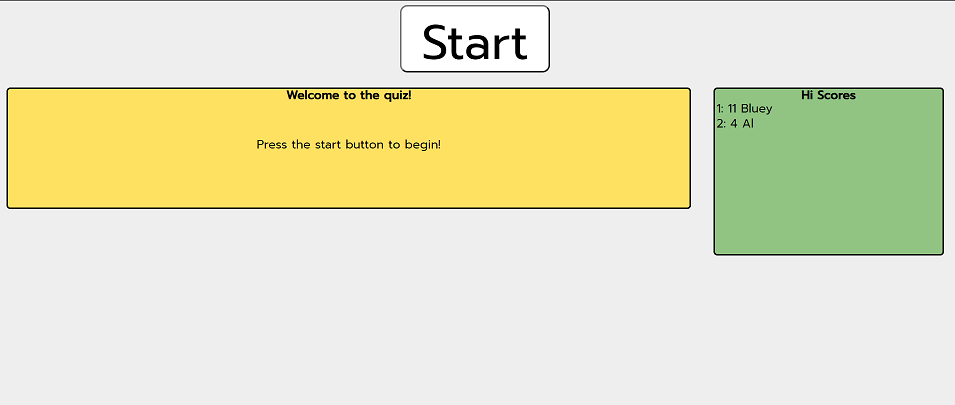 Start
Welcome to the quiz!
Press the start button to begin!
Hi Scores
1: 11 Bluey
2: 4 Al